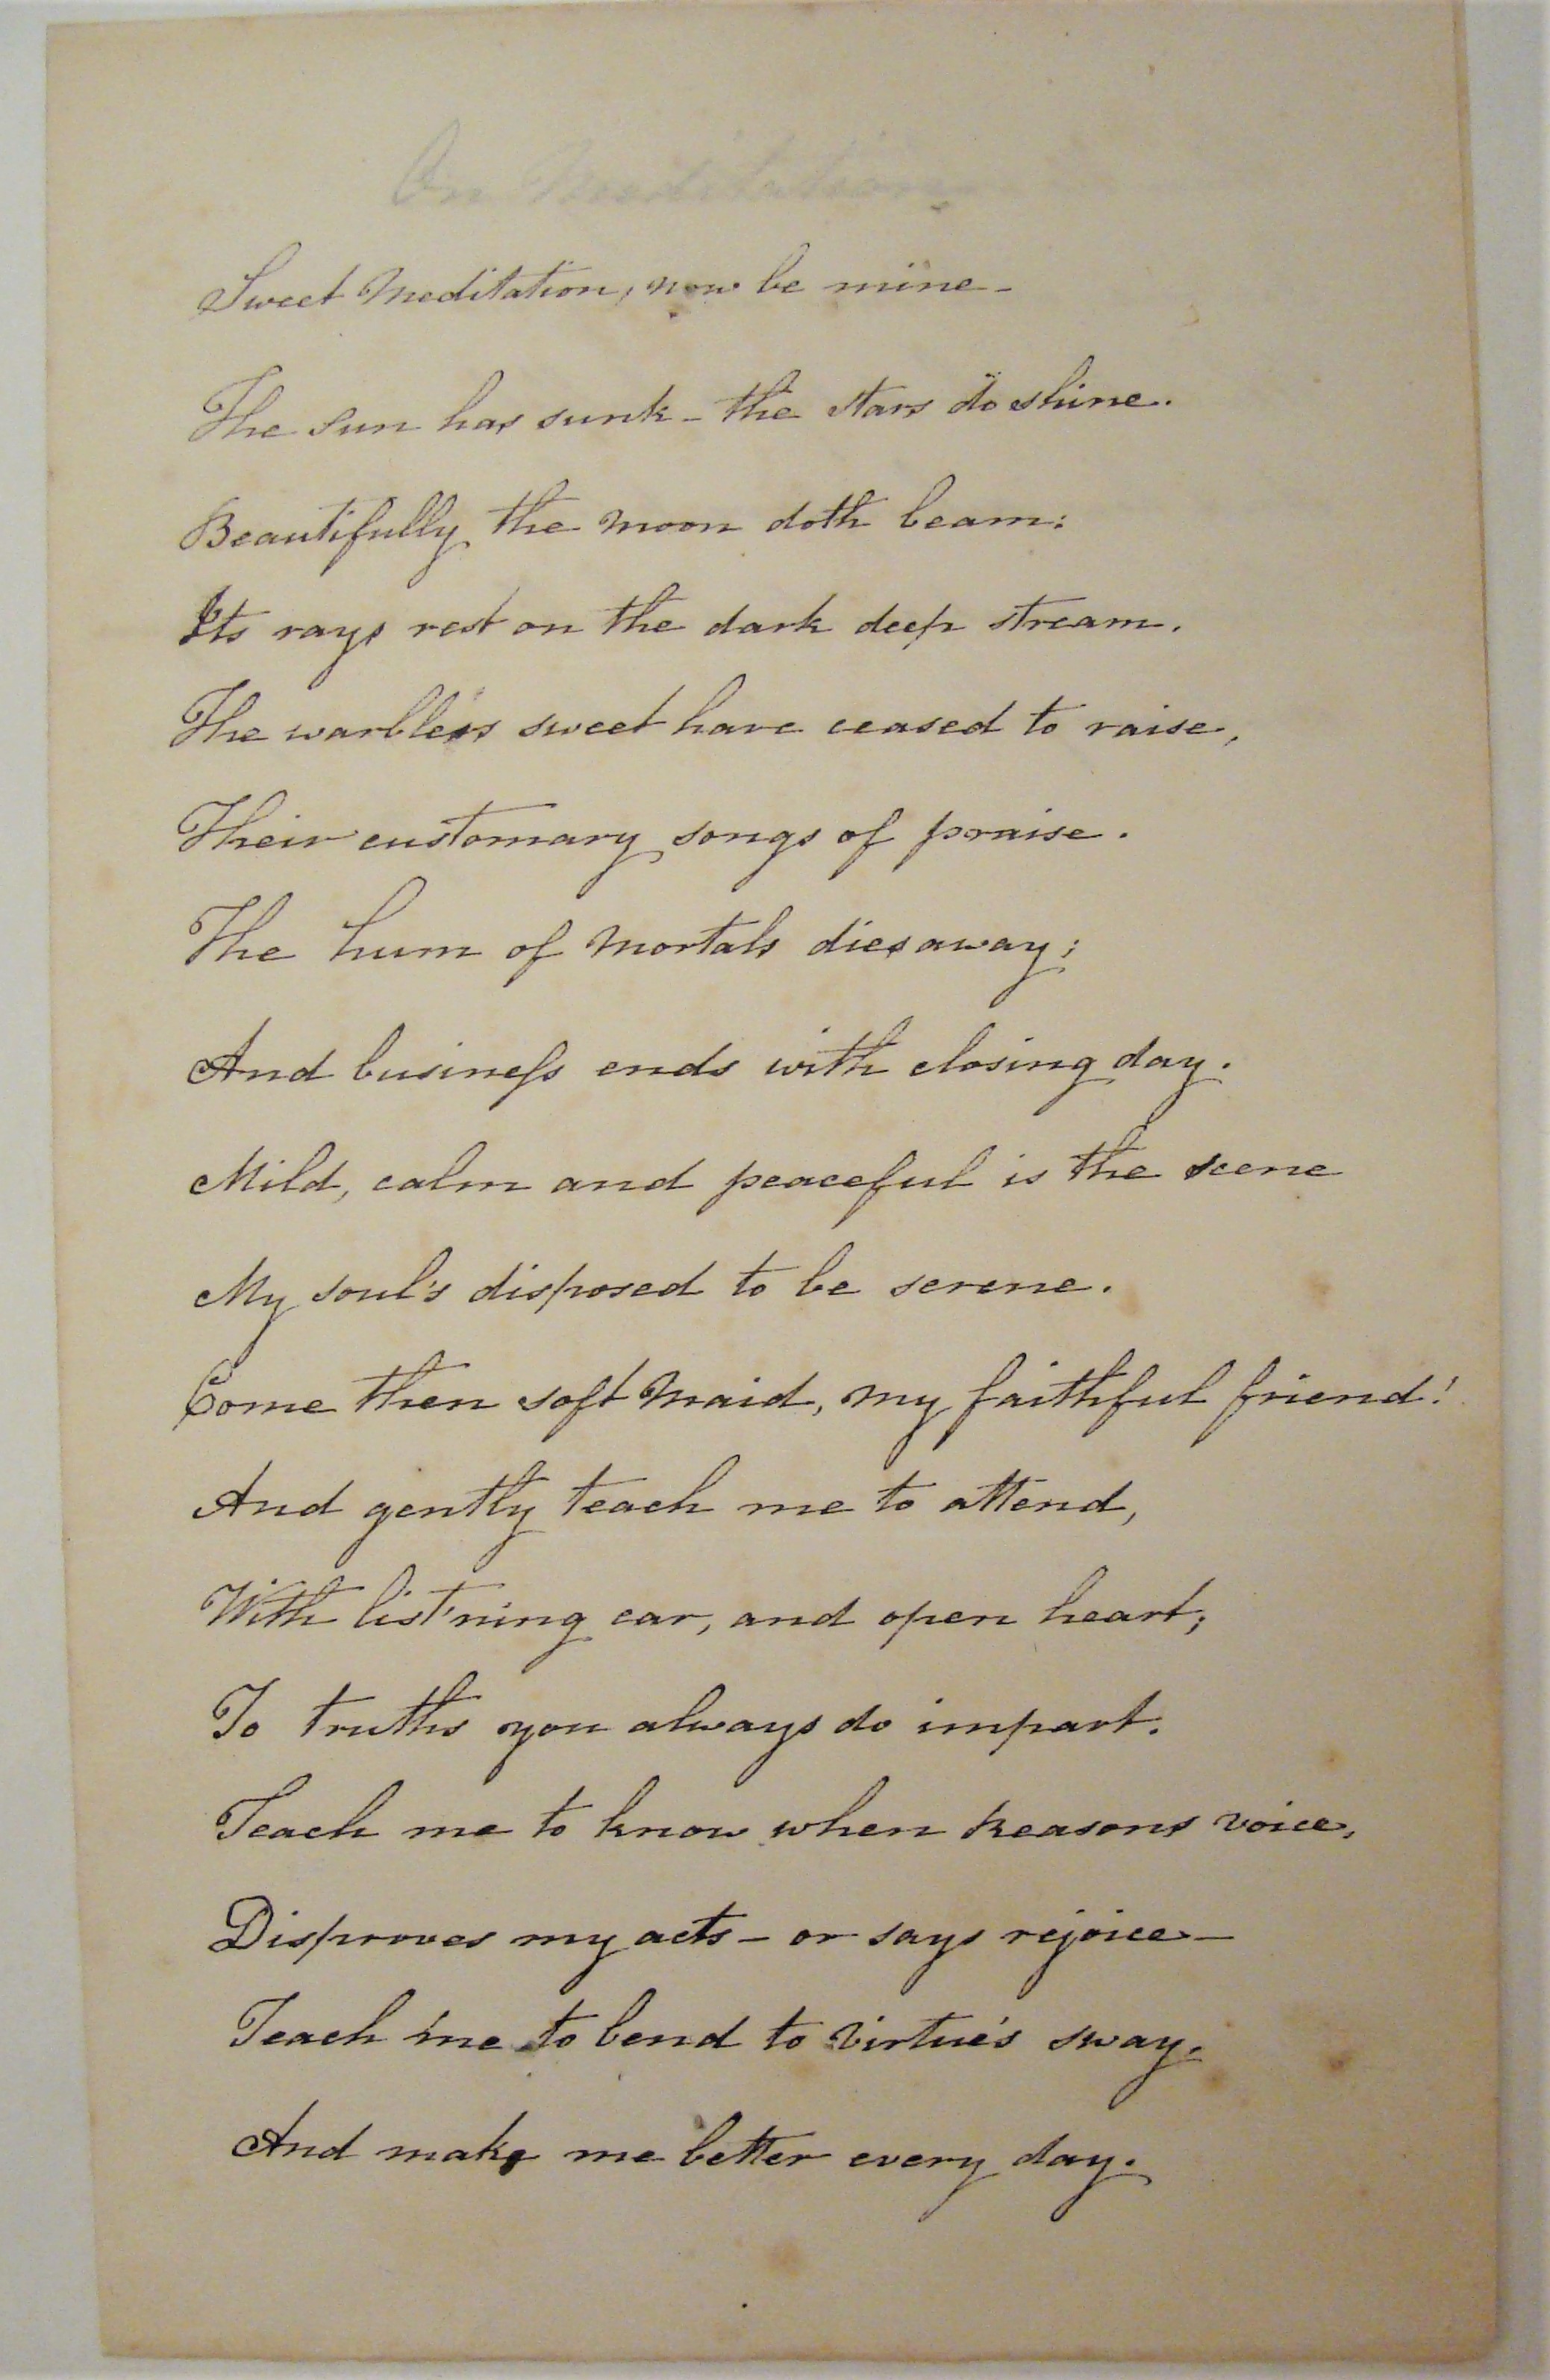 On Meditation
Sweet Meditation, now be mine -
The Sun has sunk - the stars do shine.
Beautifully the moon doth beam:
Its rays rest on the dark deep stream.
The warblers sweet have ceased to raise,
Their customary songs of praise.
The hum of Mortals dies away;
And busineſs ends with closing day.
Mild, calm and peaceful is the scene
My soul's disposed to be serene.
Come then soft Maid, my faithful friend!
And gently teach me to attend,
With list'ning ear, and open heart;
To truths you always do impart.
Teach me to know when Reasons voice,
Disproves my acts - or says rejoice -
Teach me to bend to Virtue's sway.
And make me better every day.